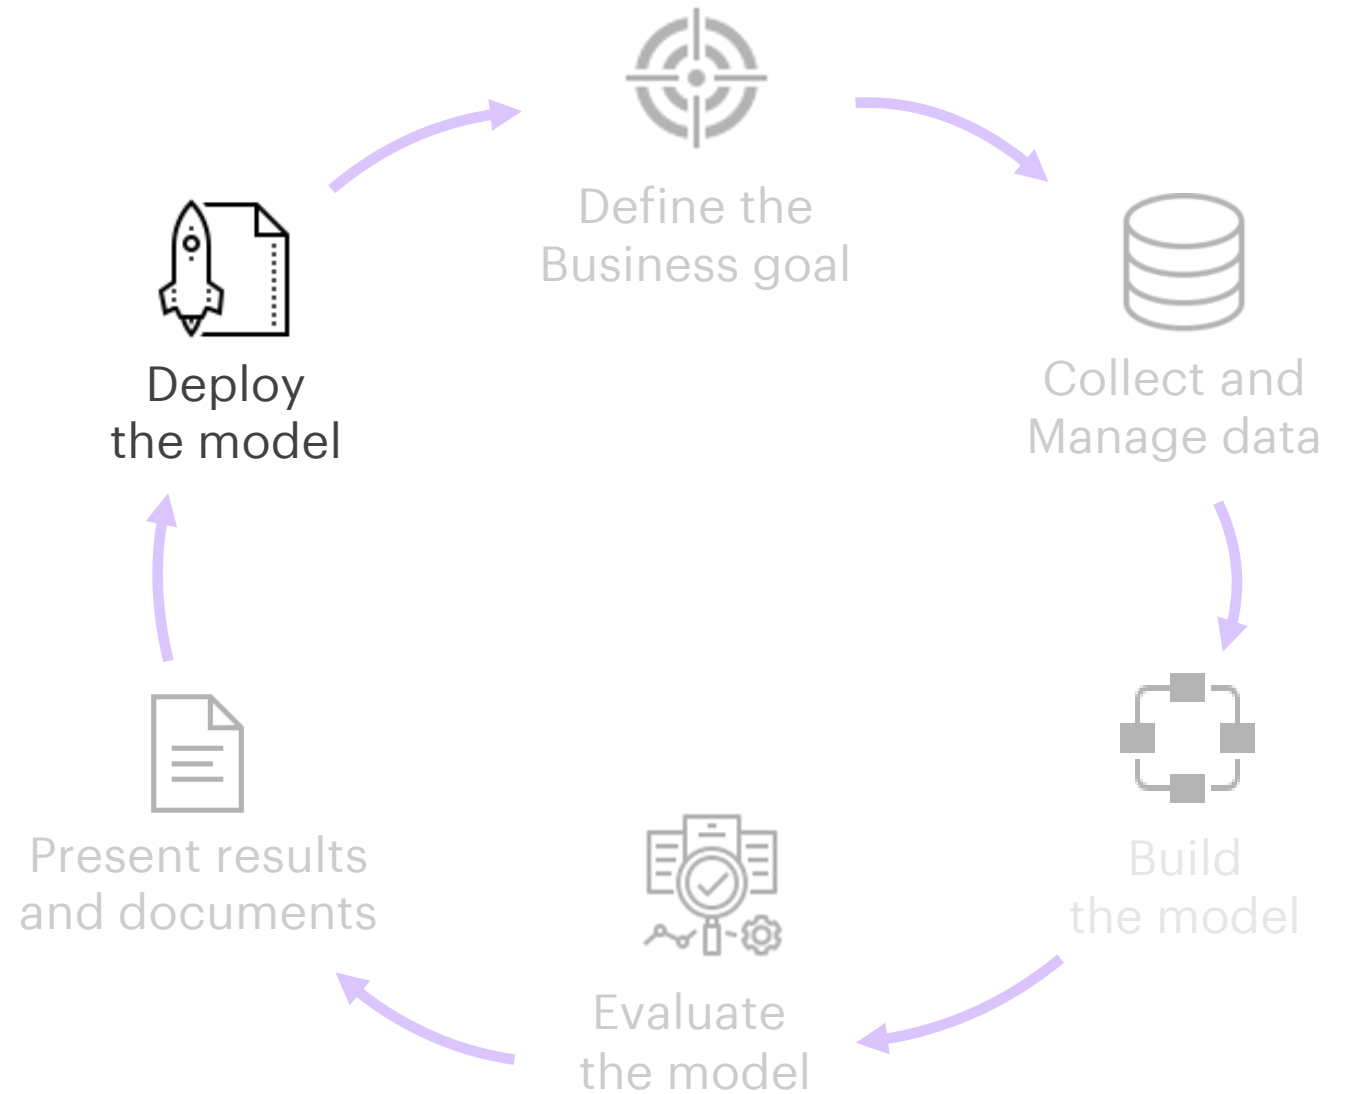 Define the
Business goal
Collect and
Manage data
Build
the model
Evaluate
the model
Present results
and documents
Deploy
the model